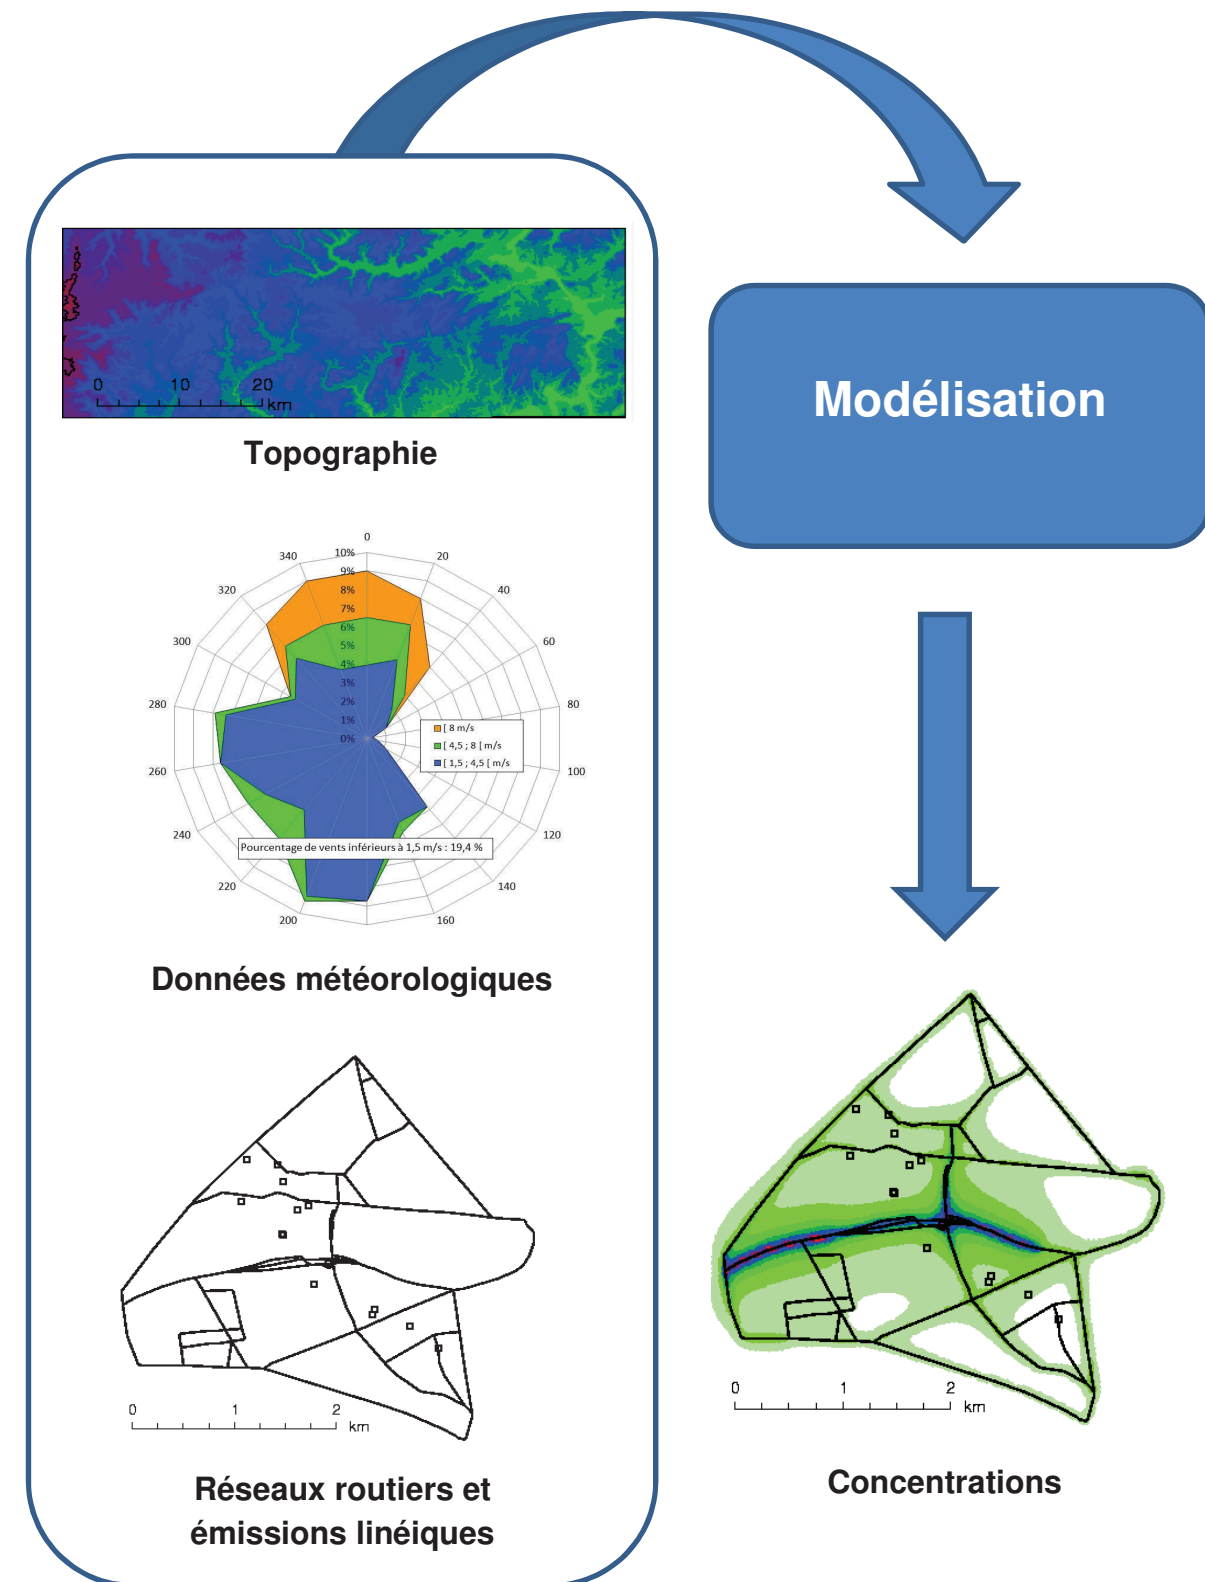 0 10 20
km
Topographie
0
20
40
60
80
100
120
140
160
200
220
240
260
280
300
320
340
10%
9%
8%
7%
6%
5%
4%
3%
2%
1%
0%
[ 8 m/s
[ 4,5 ; 8 [ m/s
[ 1,5 ; 4,5 [ m/s
Pourcentage de vents inférieurs à 1,5 m/s : 19,4 %
Données météorologiques
0 1 2
km
Réseaux routiers et
émissions linéiques
Modélisation
0 1 2
km
Concentrations